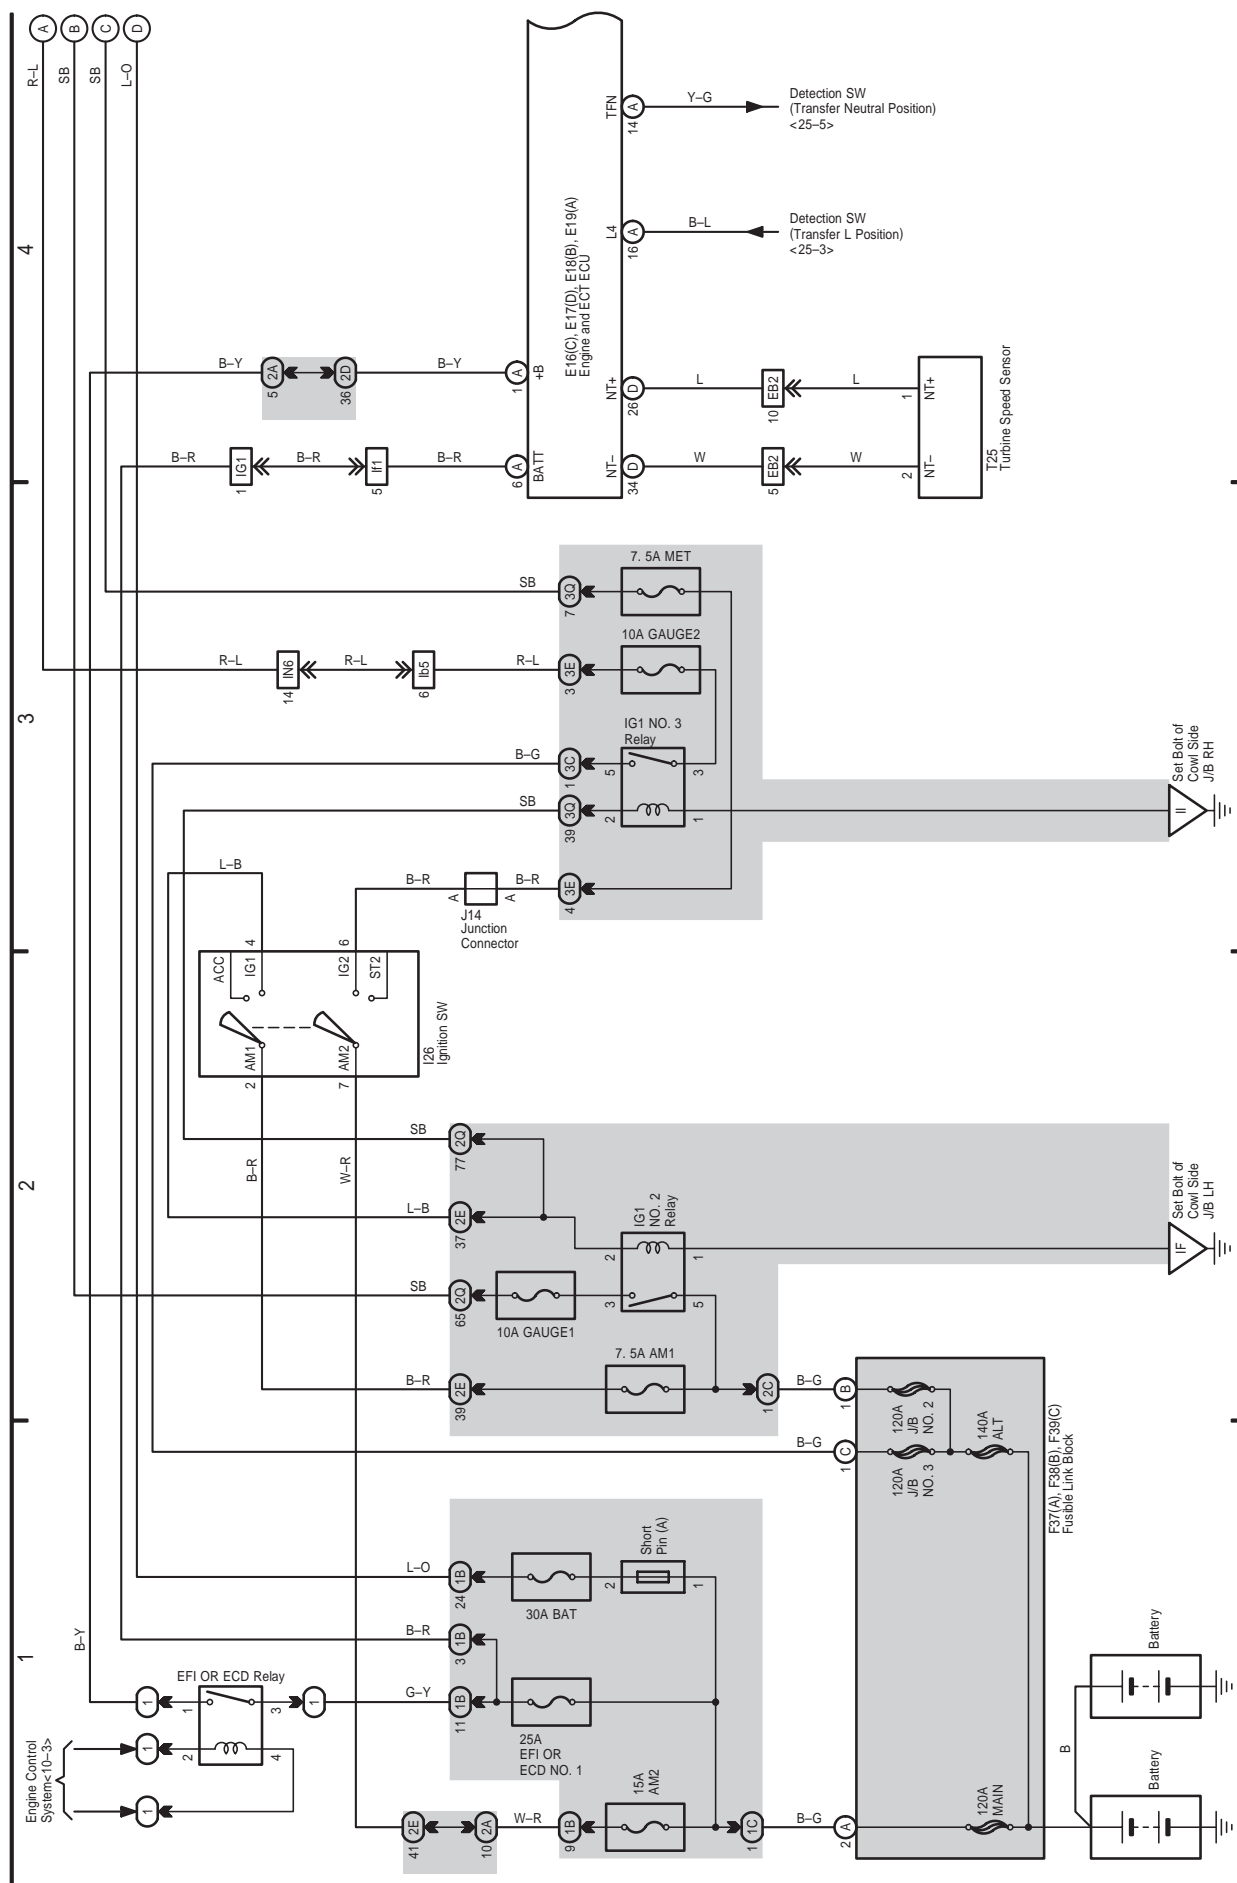 A
B
C
D
R–L
SB
SB
L–O
4
3
2
1
TFN
14
A
Y–G
Detection SW
(Transfer Neutral Position)
<25–5>
L4
16
A
B–L
Detection SW
(Transfer L Position)
<25–3>
E16(C), E17(D), E18(B), E19(A)
Engine and ECT ECU
B–Y
5
2A
36
2D
B–Y
1
A
+B
NT+
26
D
L
10
EB2
L
1
NT+
B–R
1
IG1
B–R
5
If1
B–R
6
A
BATT
NT–
34
D
W
5
EB2
W
2
NT–
T25
Turbine Speed Sensor
SB
7
3Q
7. 5A MET
10A GAUGE2
R–L
14
IN6
R–L
6
Ib5
R–L
3
3E
IG1 NO. 3
Relay
B–G
1
3C
5
3
SB
39
3Q
2
1
II
Set Bolt of
Cowl Side
J/B RH
L–B
B–R
A
A
B–R
4
3E
J14
Junction
Connector
ACC
IG1
4
IG2
6
ST2
AM1
2
AM2
7
I26
Ignition SW
SB
77
2Q
B–R
W–R
L–B
37
2E
IG1
NO. 2
Relay
2
1
IF
Set Bolt of
Cowl Side
J/B LH
SB
65
2Q
10A GAUGE1
3
5
7. 5A AM1
B–R
39
2E
1
2C
B–G
1
B
120A
J/B
NO. 2
B–G
1
C
120A
J/B
NO. 3
140A
ALT
F37(A), F38(B), F39(C)
Fusible Link Block
L–O
24
1B
30A BAT
2
1
Short
Pin (A)
B–Y
B–R
3
1B
EFI OR ECD Relay
1
1
3
1
G–Y
11
1B
25A
EFI OR
ECD NO. 1
Engine Control
System<10–3>
1
2
4
1
15A
AM2
41
2E
10
2A
W–R
9
1B
1
1C
B–G
2
A
120A
MAIN
B
Battery
Battery